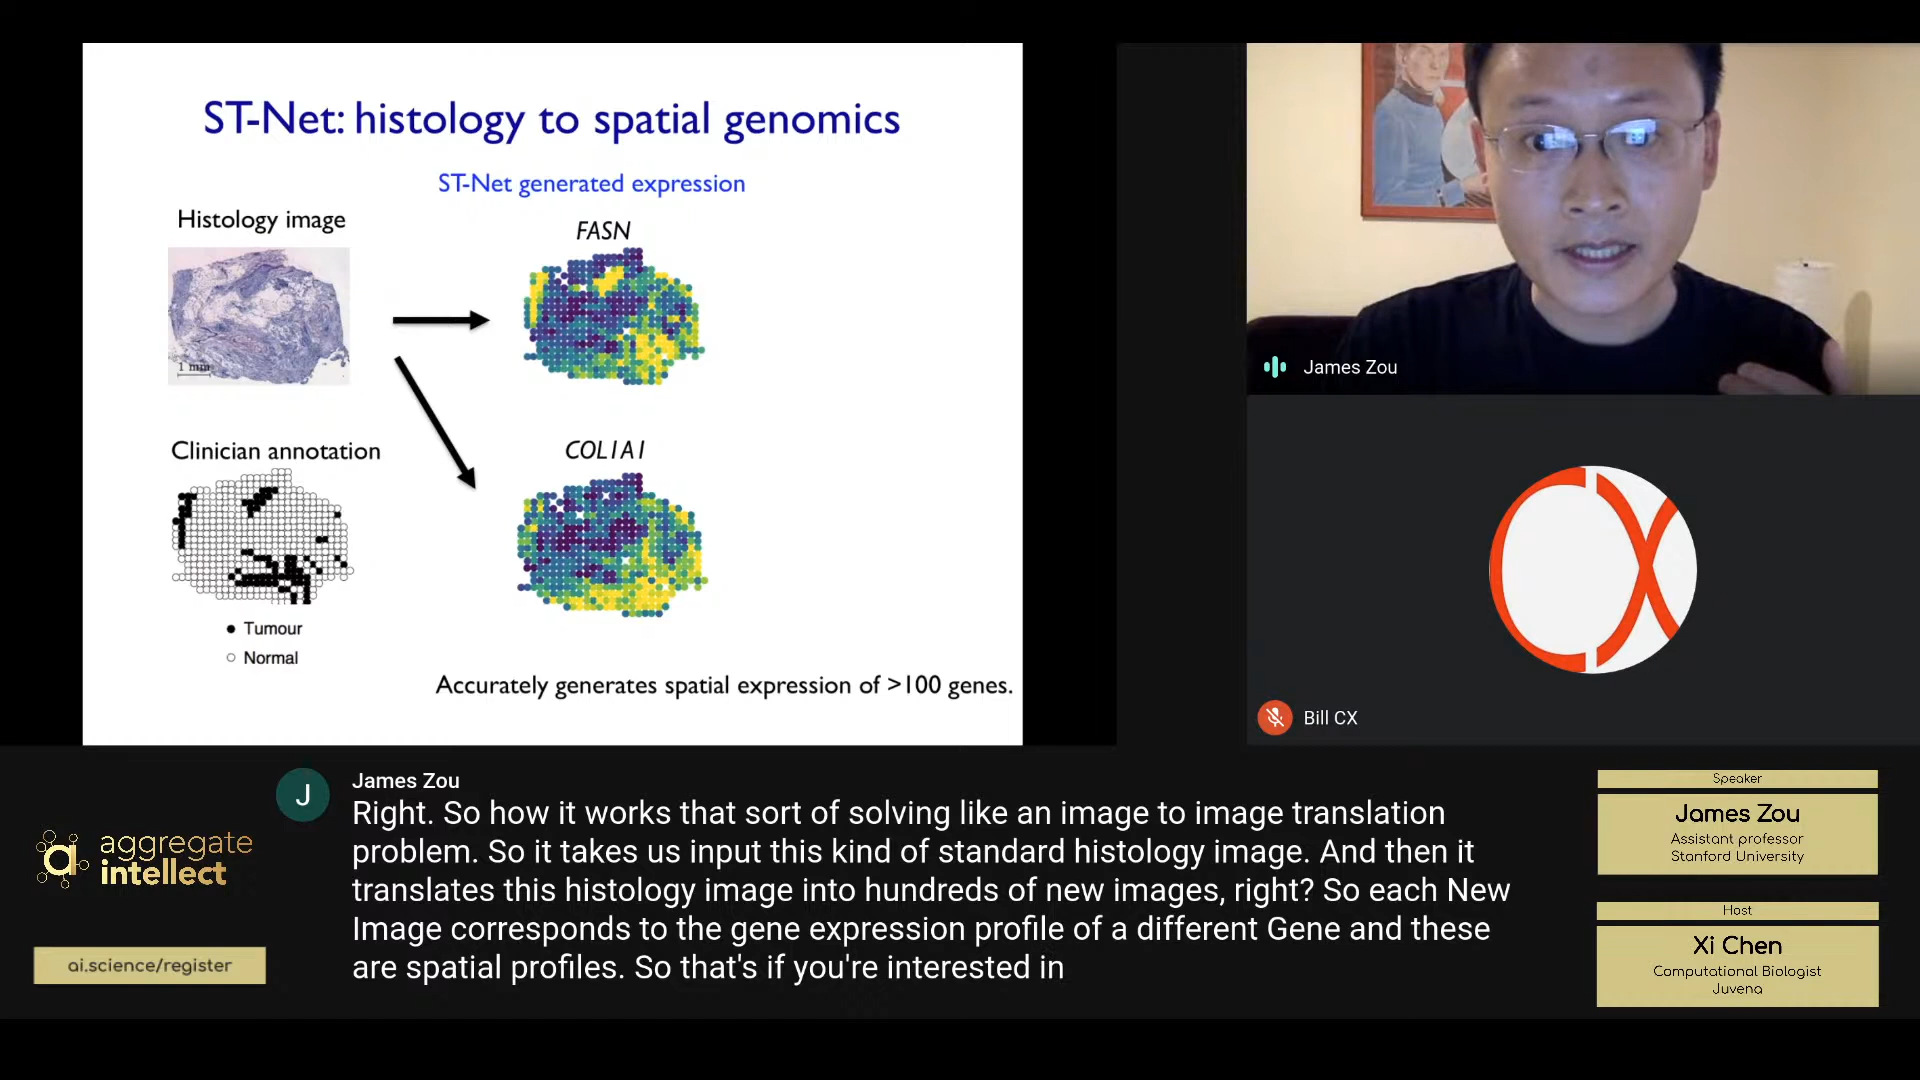 ST-Net: histology to spatial genomics
ST-Net generated expression
Histology image
FASN
1 mm
Clinician annotation
COL1A1
Tumour
Normal
Accurately generates spatial expression of >100 genes.
James Zou
Bill CX
J
James Zou
Right. So how it works that sort of solving like an image to image translation
problem. So it takes us input this kind of standard histology image. And then it
translates this histology image into hundreds of new images, right? So each New
Image corresponds to the gene expression profile of a different Gene and these
are spatial profiles. So that's if you're interested in
aggregate
intellect
ai.science/register
Speaker
James Zou
Assistant professor
Stanford University
Host
Xi Chen
Computational Biologist
Juvena